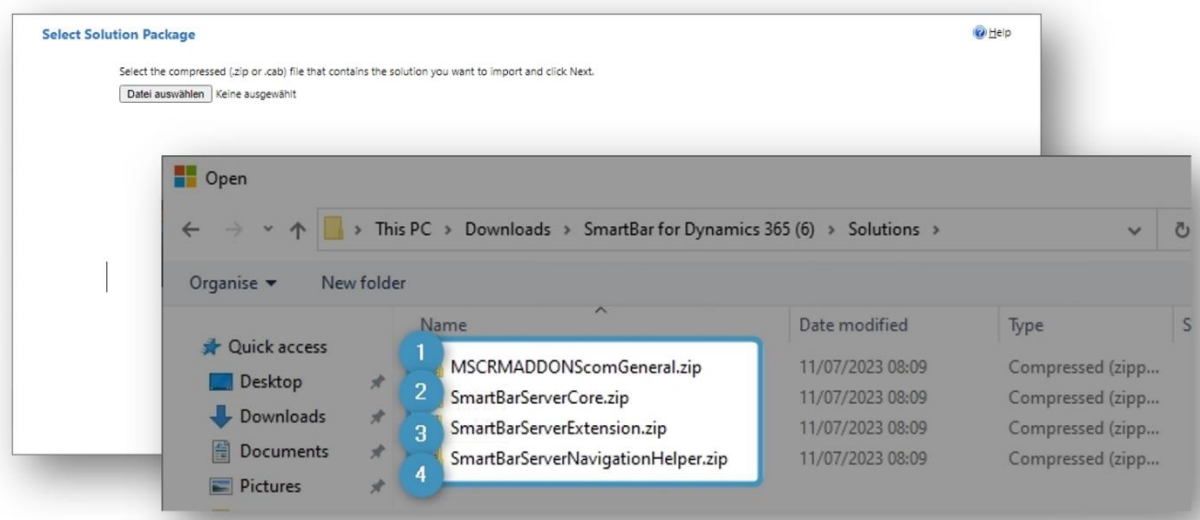 Select Solution Package
Help
Select the compressed (.zip or .cab) file that contains the solution you want to import and click Next.
Datei auswählen Keine ausgewählt
Open
This PC > Downloads > SmartBar for Dynamics 365 (6) > Solutions >
Organise New folder
Name Date modified Type S
Quick access
Desktop
Downloads
Documents
Pictures
1 MSCRMADDONScomGeneral.zip 11/07/2023 08:09 Compressed (zipp...
2 SmartBarServerCore.zip 11/07/2023 08:09 Compressed (zipp...
3 SmartBarServerExtension.zip 11/07/2023 08:09 Compressed (zipp...
4 SmartBarServerNavigationHelper.zip 11/07/2023 08:09 Compressed (zipp...